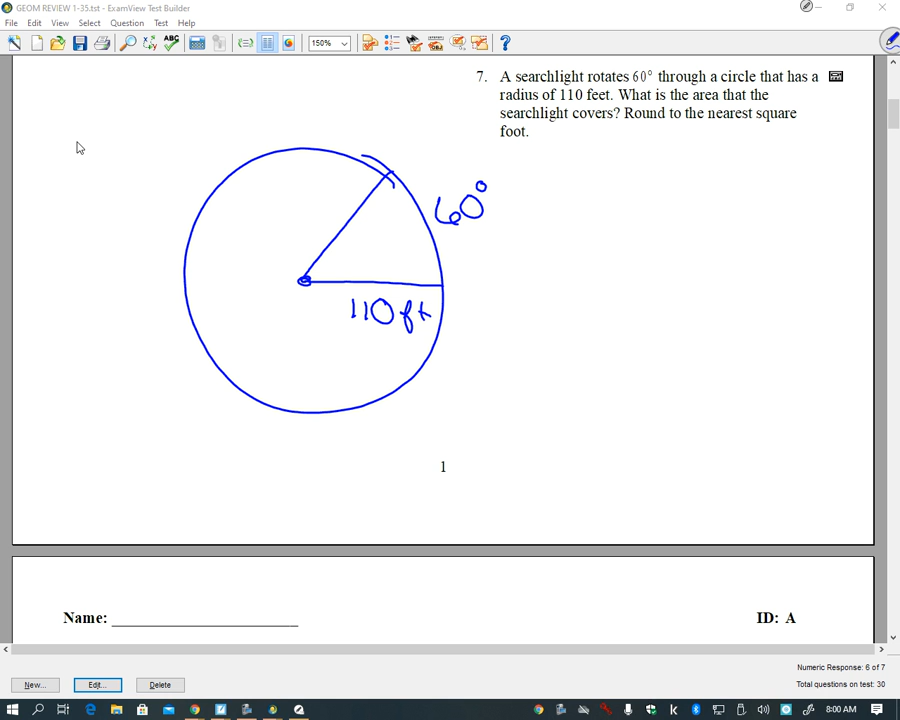 GEOM REVIEW 1-35.tst - ExamView Test Builder
File Edit View Select Question Test Help
ABC 150% ?
7. A searchlight rotates 60° through a circle that has a
radius of 110 feet. What is the area that the
searchlight covers? Round to the nearest square
foot.
60°
110 ft
1
Name: ______________________ ID: A
Numeric Response: 6 of 7
New... Edit... Delete
Total questions on test: 30
8:00 AM